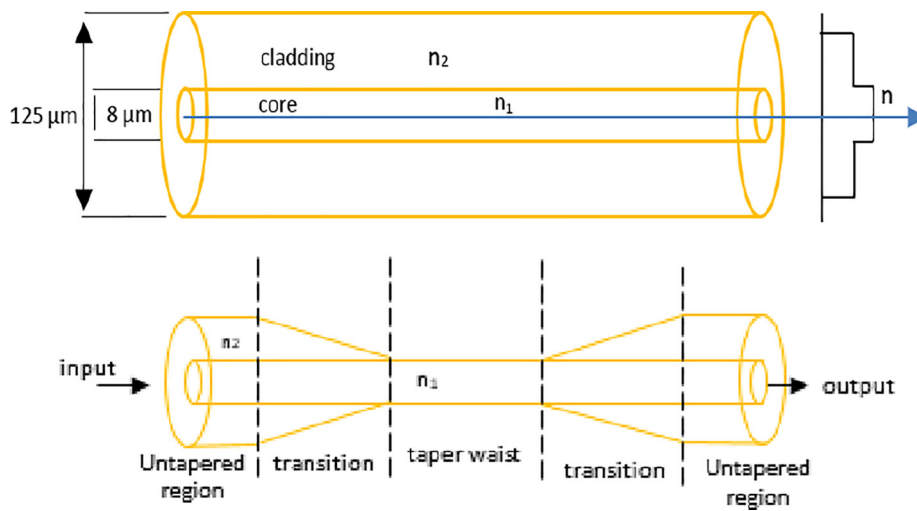 cladding n₂
core n₁
125 μm
8 μm
n
n₂
input
n₁
output
Untapered
region
transition
taper waist
transition
Untapered
region